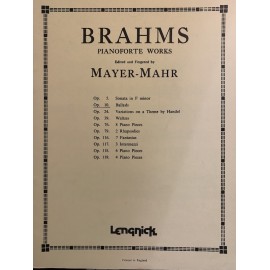 BRAHMS
PIANOFORTE WORKS
Edited and Fingered by
MAYER-MAHR
Op. 5. Sonata in F minor
Op. 10. Ballads
Op. 24. Variations on a Theme by Handel
Op. 39. Waltzes
Op. 76. 8 Piano Pieces
Op. 79. 2 Rhapsodies
Op. 116. 7 Fantasies
Op. 117. 3 Intermezzi
Op. 118. 6 Piano Pieces
Op. 119. 4 Piano Pieces
Lengnick